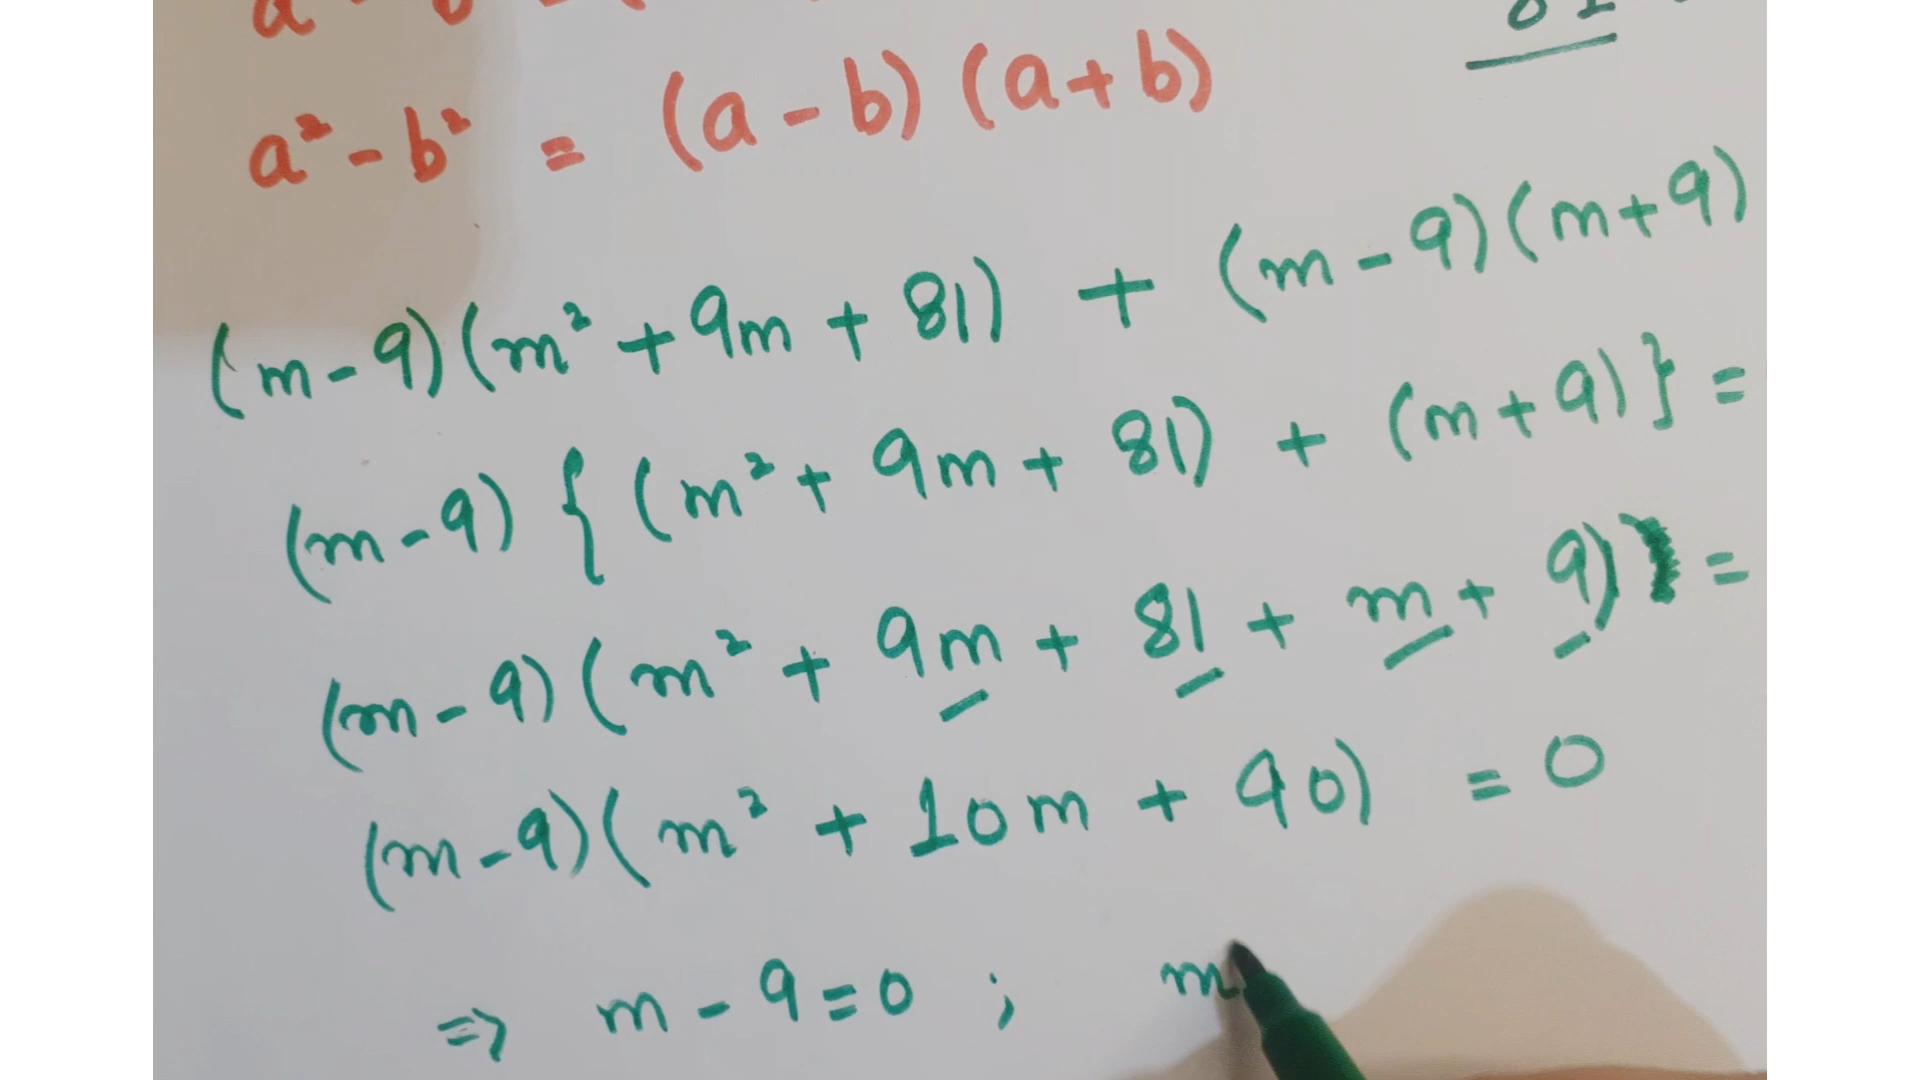 a² - b² = (a - b) (a + b)
(m - 9)(m² + 9m + 81) + (m - 9)(m + 9)
(m - 9) { (m² + 9m + 81) + (m + 9) } =
(m - 9) (m² + 9m + 81 + m + 9) =
(m - 9)(m² + 10m + 90) = 0
⇒ m - 9 = 0 ; m